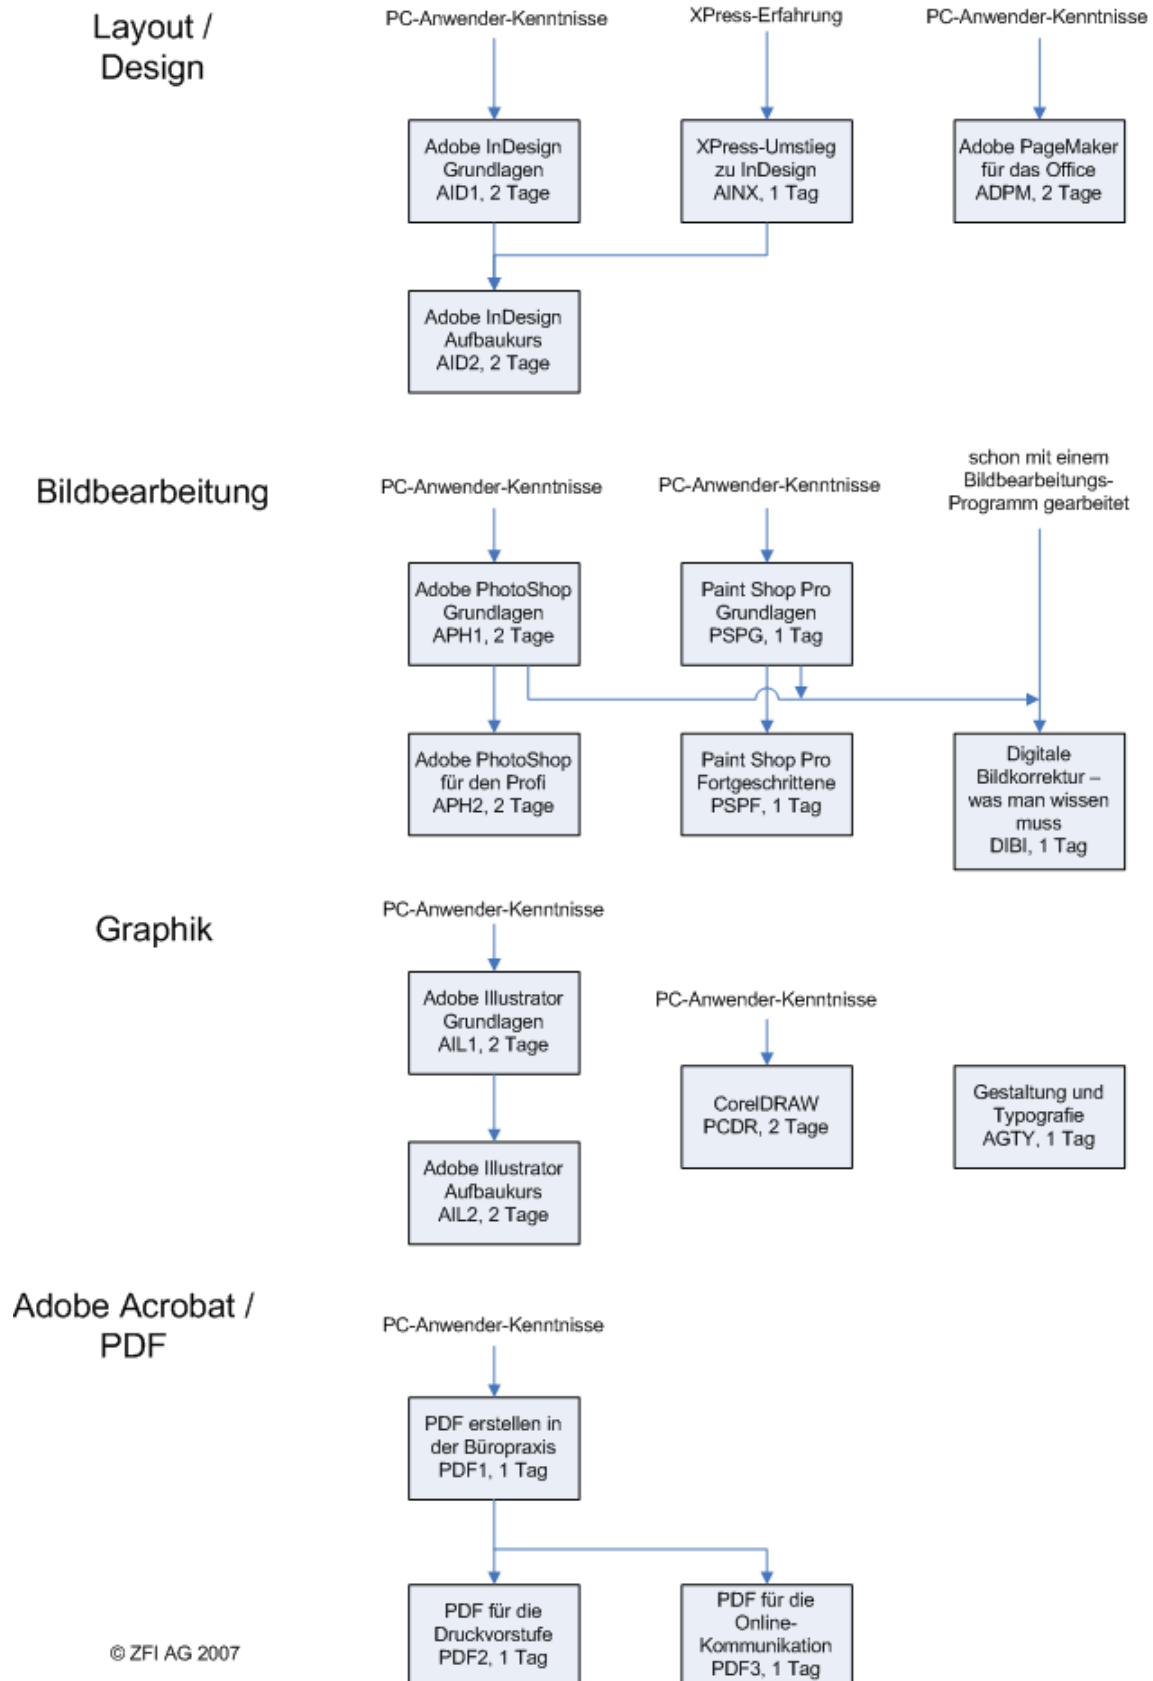 Layout /
Design
PC-Anwender-Kenntnisse
XPress-Erfahrung
PC-Anwender-Kenntnisse
Adobe InDesign
Grundlagen
AID1, 2 Tage
XPress-Umstieg
zu InDesign
AINX, 1 Tag
Adobe PageMaker
für das Office
ADPM, 2 Tage
Adobe InDesign
Aufbaukurs
AID2, 2 Tage
Bildbearbeitung
PC-Anwender-Kenntnisse
PC-Anwender-Kenntnisse
schon mit einem
Bildbearbeitungs-
Programm gearbeitet
Adobe PhotoShop
Grundlagen
APH1, 2 Tage
Paint Shop Pro
Grundlagen
PSPG, 1 Tag
Adobe PhotoShop
für den Profi
APH2, 2 Tage
Paint Shop Pro
Fortgeschrittene
PSPF, 1 Tag
Digitale
Bildkorrektur –
was man wissen
muss
DIBI, 1 Tag
Graphik
PC-Anwender-Kenntnisse
Adobe Illustrator
Grundlagen
AIL1, 2 Tage
PC-Anwender-Kenntnisse
CorelDRAW
PCDR, 2 Tage
Gestaltung und
Typografie
AGTY, 1 Tag
Adobe Illustrator
Aufbaukurs
AIL2, 2 Tage
Adobe Acrobat /
PDF
PC-Anwender-Kenntnisse
PDF erstellen in
der Büropraxis
PDF1, 1 Tag
PDF für die
Druckvorstufe
PDF2, 1 Tag
PDF für die
Online-
Kommunikation
PDF3, 1 Tag
© ZFI AG 2007